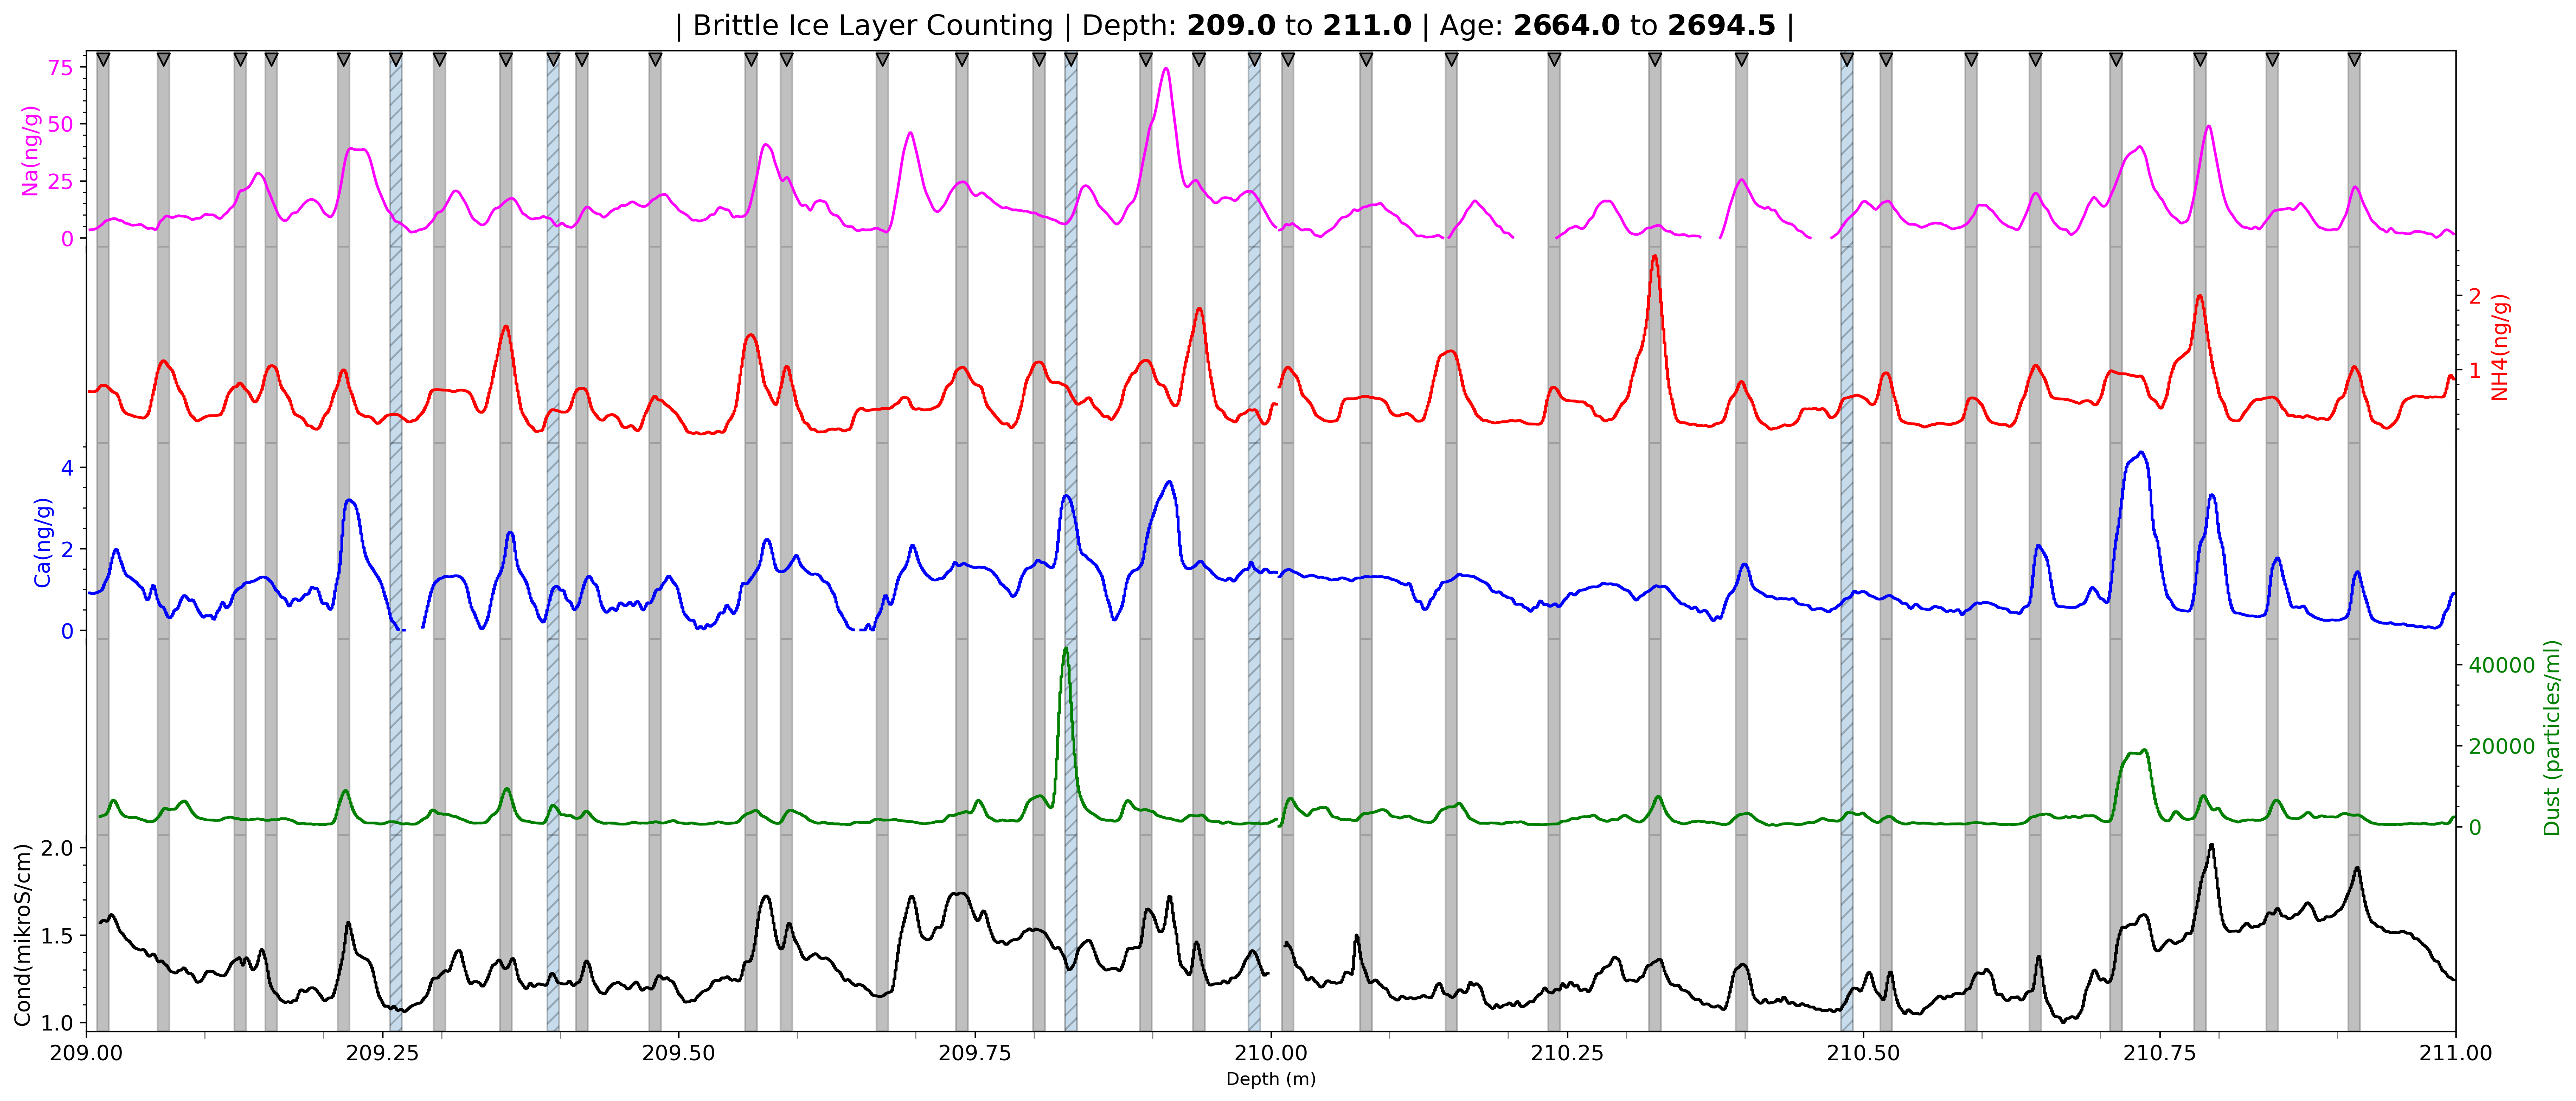 | Brittle Ice Layer Counting | Depth: 209.0 to 211.0 | Age: 2664.0 to 2694.5 |
75
50
25
0
Na(ng/g)
2
1
NH4(ng/g)
4
2
0
Ca(ng/g)
40000
20000
0
Dust (particles/ml)
2.0
1.5
1.0
Cond(mikroS/cm)
209.00 209.25 209.50 209.75 210.00 210.25 210.50 210.75 211.00
Depth (m)